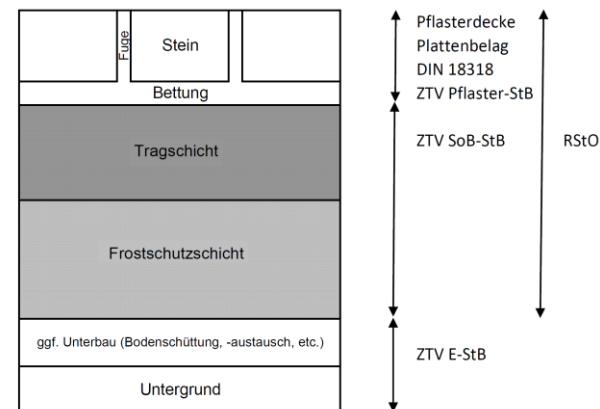 Fuge
Stein
Bettung
Tragschicht
Frostschutzschicht
ggf. Unterbau (Bodenschüttung, -austausch, etc.)
Untergrund
Pflasterdecke
Plattenbelag
DIN 18318
ZTV Pflaster-StB
ZTV SoB-StB
RStO
ZTV E-StB